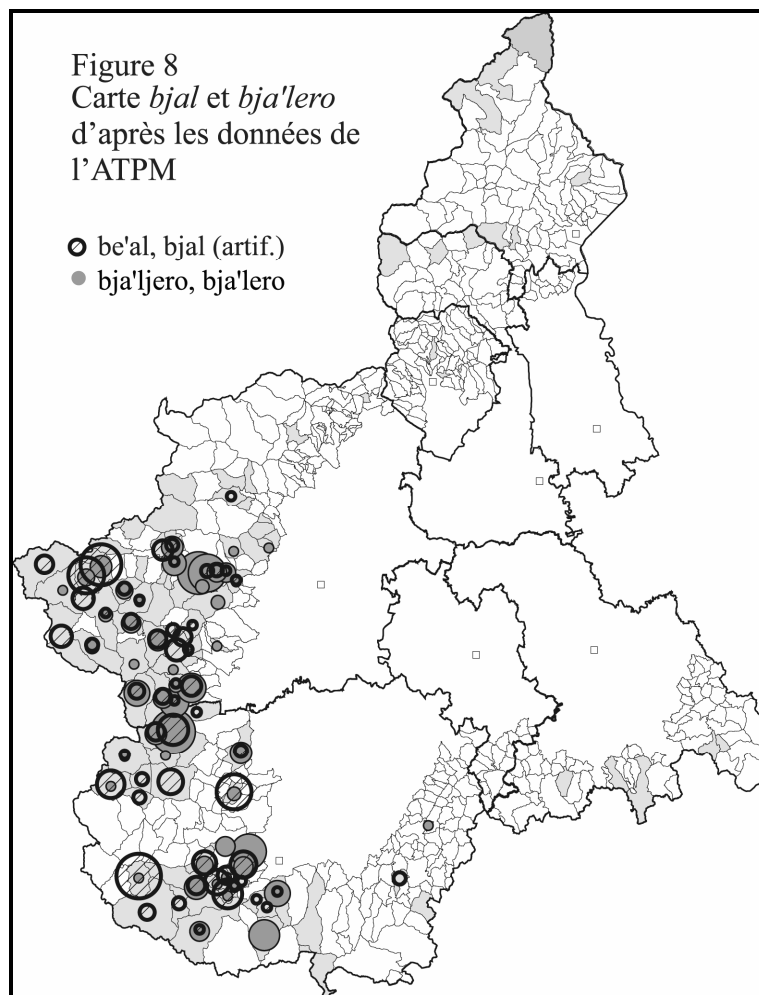 Figure 8
Carte bjal et bja'lero
d'après les données de
l'ATPM
be'al, bjal (artif.)
bja'ljero, bja'lero